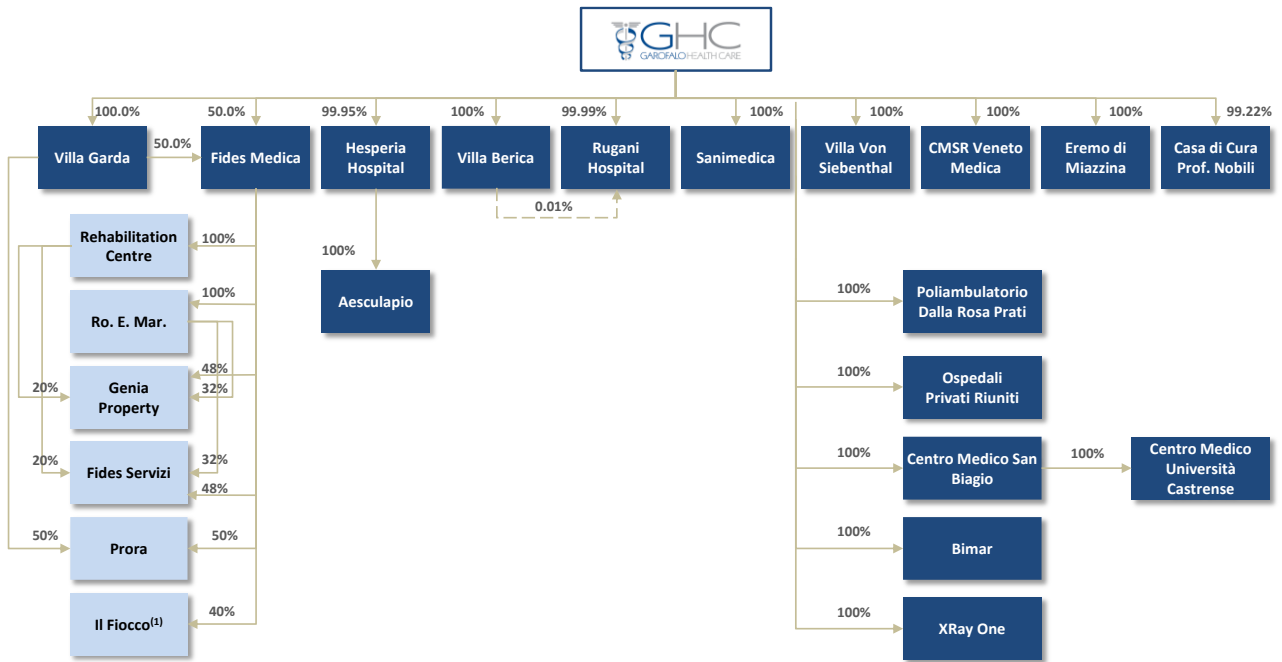 GHC
GAROFALO HEALTH CARE
100.0%
50.0%
99.95%
100%
99.99%
100%
100%
100%
100%
99.22%
Villa Garda
50.0%
Fides Medica
Hesperia
Hospital
Villa Berica
Rugani
Hospital
Sanimedica
Villa Von
Siebenthal
CMSR Veneto
Medica
Eremo di
Miazzina
Casa di Cura
Prof. Nobili
0.01%
Rehabilitation
Centre
100%
100%
Aesculapio
Ro. E. Mar.
100%
100%
Poliambulatorio
Dalla Rosa Prati
20%
Genia
Property
48%
32%
100%
Ospedali
Privati Riuniti
20%
Fides Servizi
32%
48%
100%
Centro Medico San
Biagio
100%
Centro Medico
Università
Castrense
50%
Prora
50%
100%
Bimar
Il Fiocco(1)
40%
100%
XRay One